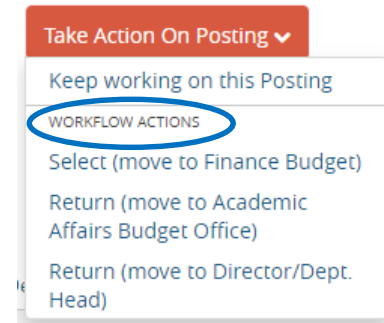 Take Action On Posting
Keep working on this Posting
WORKFLOW ACTIONS
Select (move to Finance Budget)
Return (move to Academic
Affairs Budget Office)
Return (move to Director/Dept.
Head)